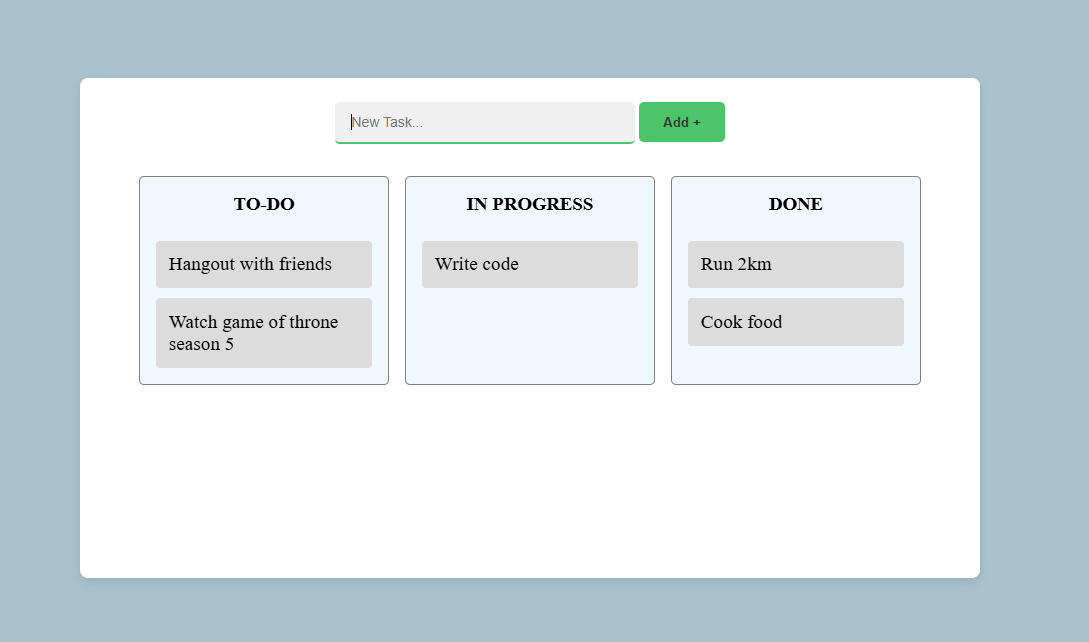 New Task...
Add +
TO-DO
Hangout with friends
Watch game of throne
season 5
IN PROGRESS
Write code
DONE
Run 2km
Cook food